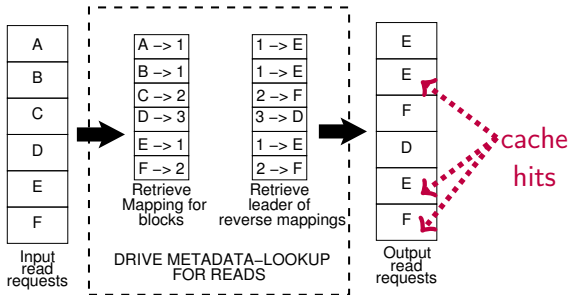 A
B
C
D
E
F
Input
read
requests
A −> 1
B −> 1
C −> 2
D −> 3
E −> 1
F −> 2
Retrieve
Mapping for
blocks
1 −> E
1 −> E
2 −> F
3 −> D
1 −> E
2 −> F
Retrieve
leader of
reverse mappings
DRIVE METADATA−LOOKUP
FOR READS
E
E
F
D
E
F
Output
read
requests
cache
hits